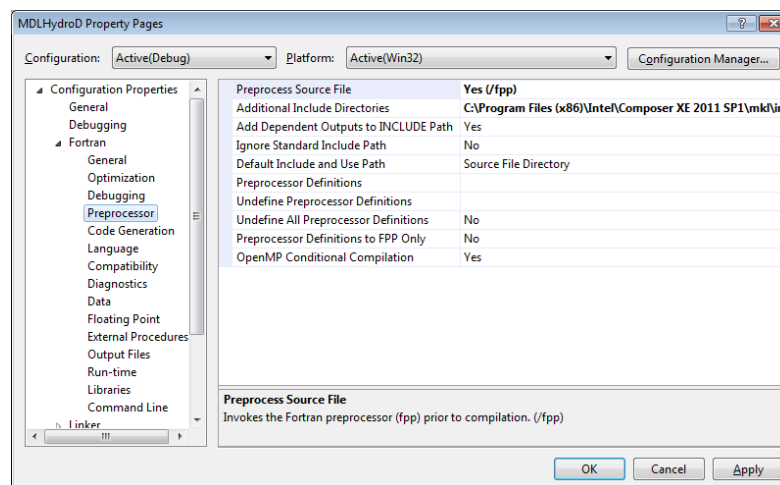 MDLHydroD Property Pages
Configuration: Active(Debug) Platform: Active(Win32) Configuration Manager...
Configuration Properties
General
Debugging
Fortran
General
Optimization
Debugging
Preprocessor
Code Generation
Language
Compatibility
Diagnostics
Data
Floating Point
External Procedures
Output Files
Run-time
Libraries
Command Line
Linker
Preprocess Source File Yes (/fpp)
Additional Include Directories C:\Program Files (x86)\Intel\Composer XE 2011 SP1\mkl\in
Add Dependent Outputs to INCLUDE Path Yes
Ignore Standard Include Path No
Default Include and Use Path Source File Directory
Preprocessor Definitions
Undefine Preprocessor Definitions
Undefine All Preprocessor Definitions No
Preprocessor Definitions to FPP Only No
OpenMP Conditional Compilation Yes
Preprocess Source File
Invokes the Fortran preprocessor (fpp) prior to compilation. (/fpp)
OK Cancel Apply